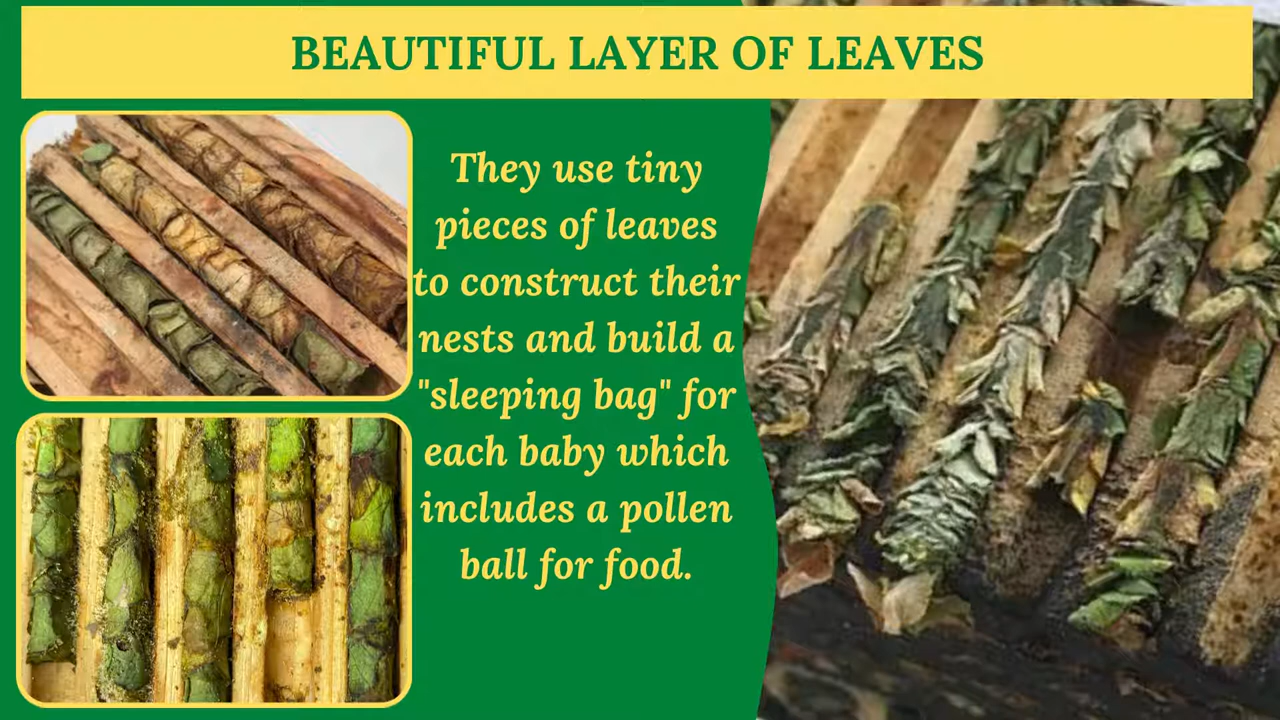 BEAUTIFUL LAYER OF LEAVES
They use tiny
pieces of leaves
to construct their
nests and build a
"sleeping bag" for
each baby which
includes a pollen
ball for food.